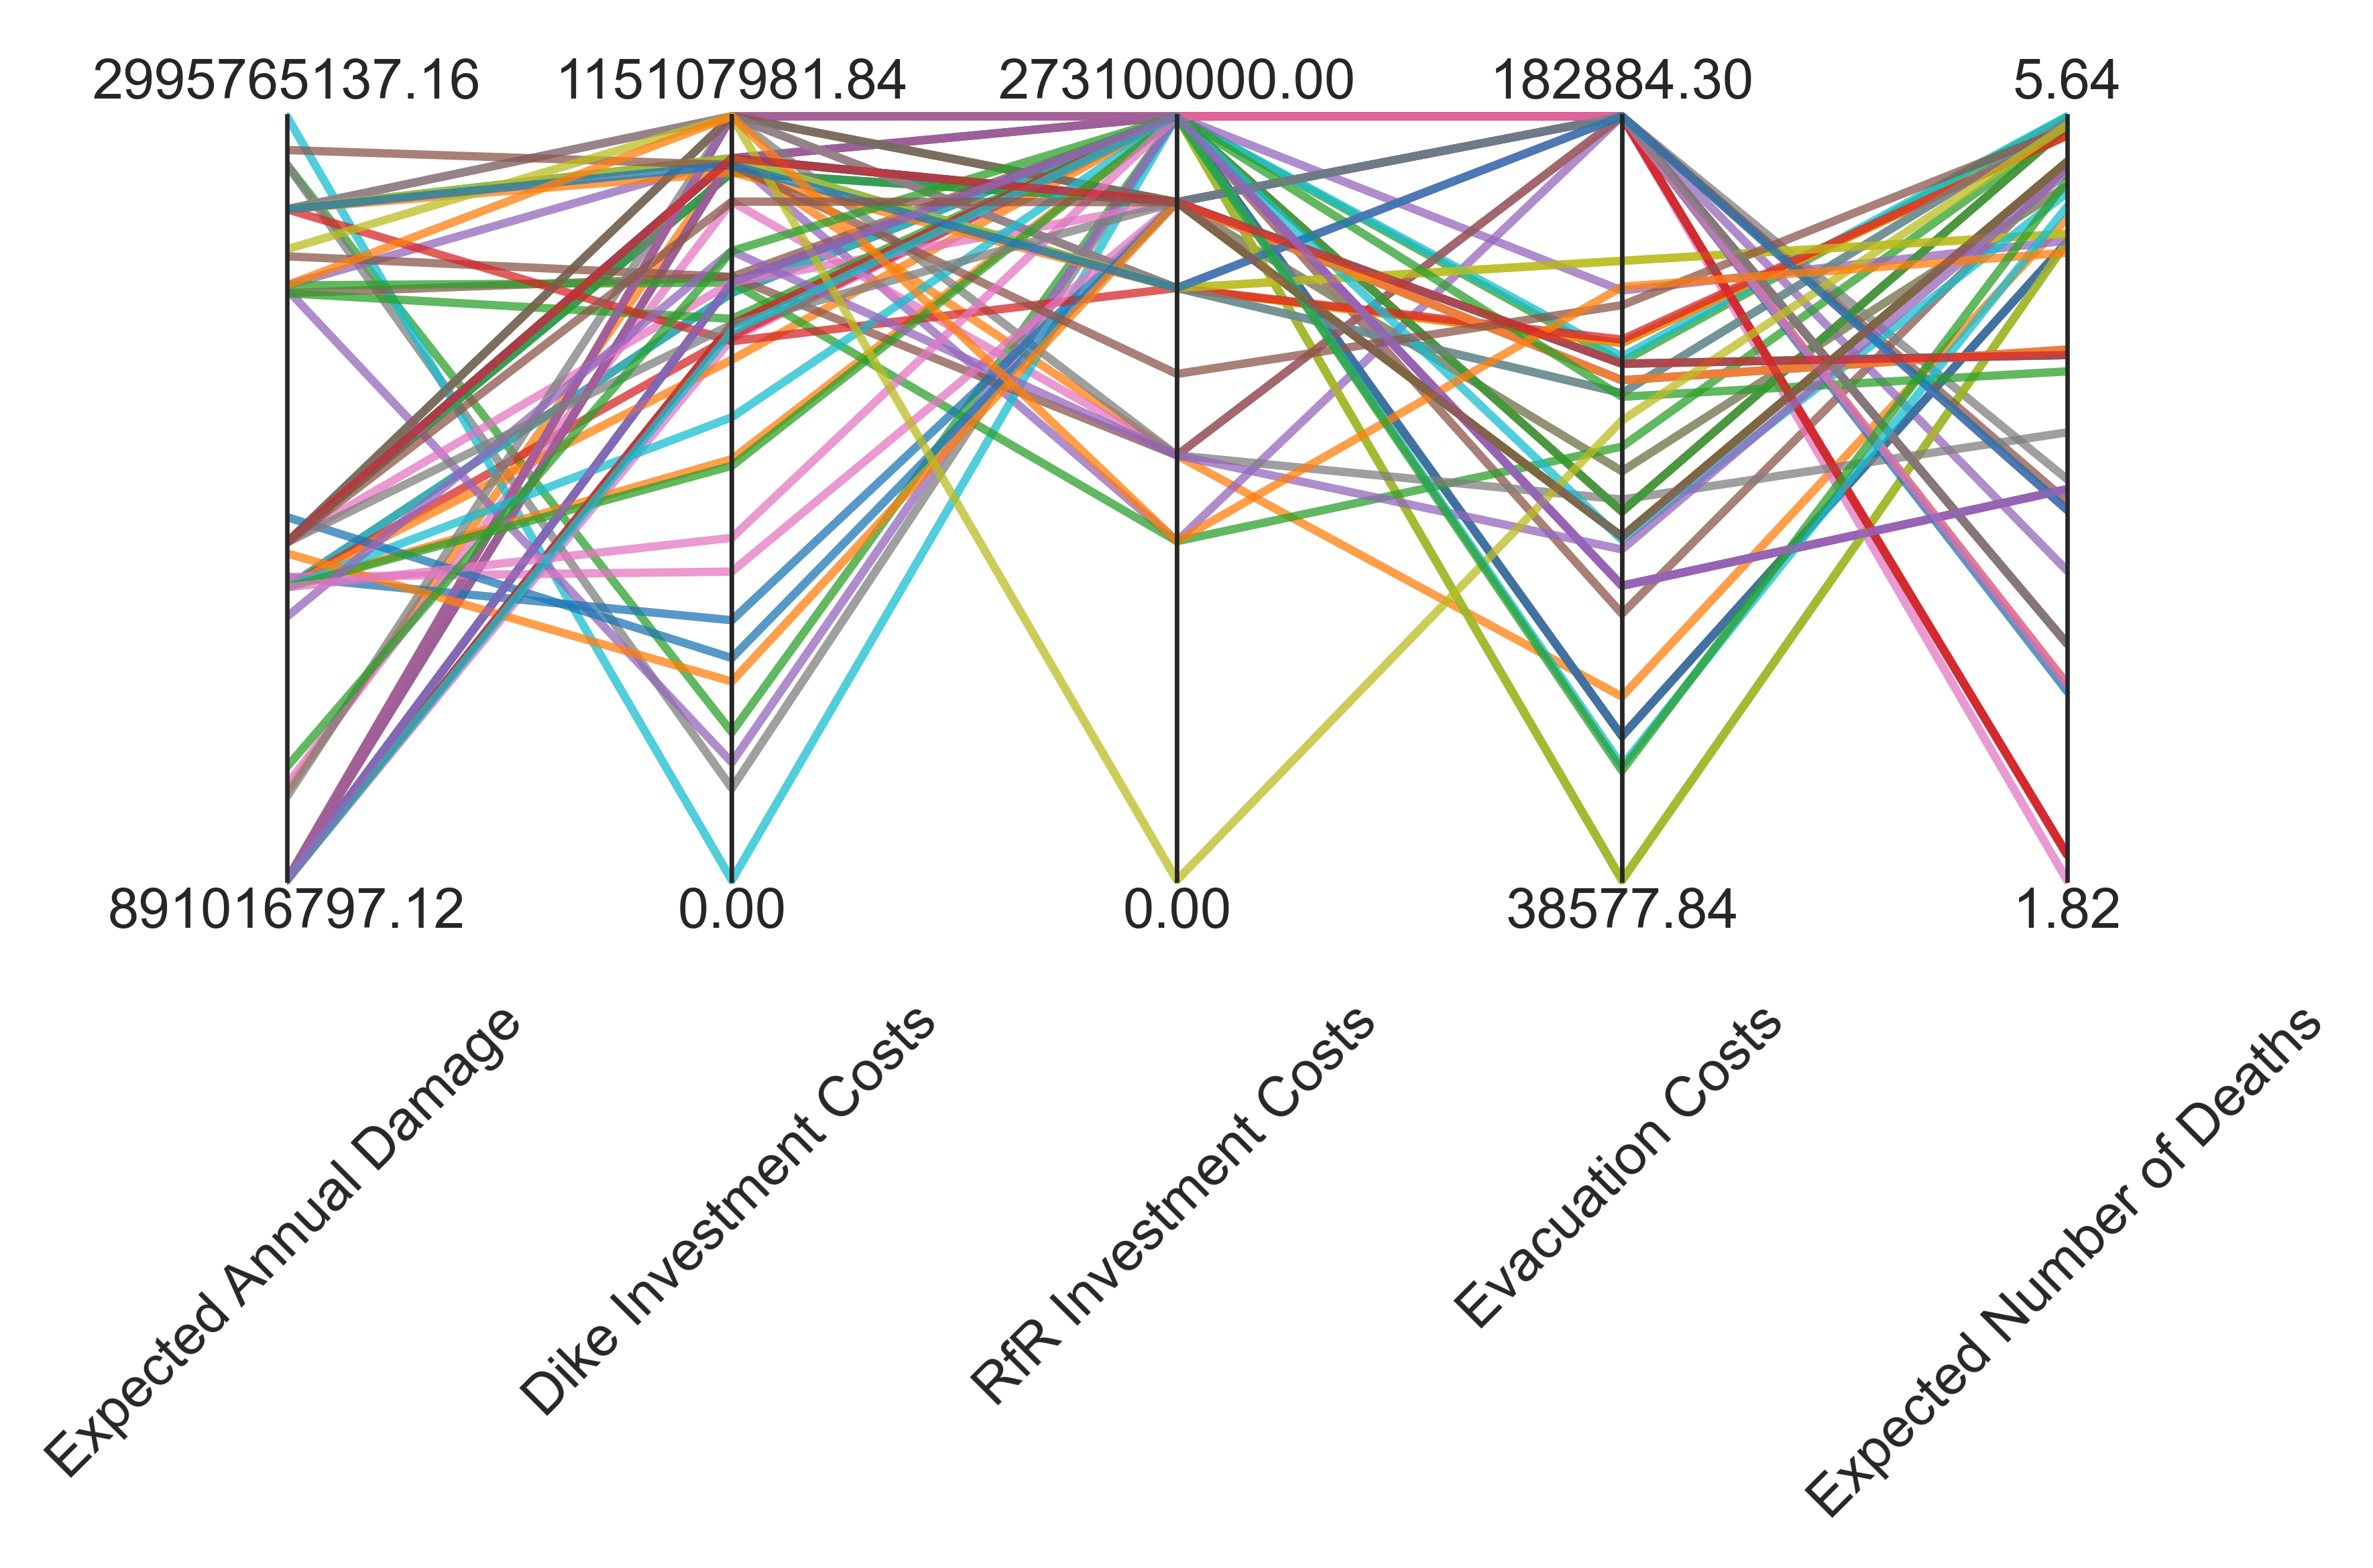 2995765137.16
115107981.84
273100000.00
182884.30
5.64
891016797.12
0.00
0.00
38577.84
1.82
Expected Annual Damage
Dike Investment Costs
RfR Investment Costs
Evacuation Costs
Expected Number of Deaths